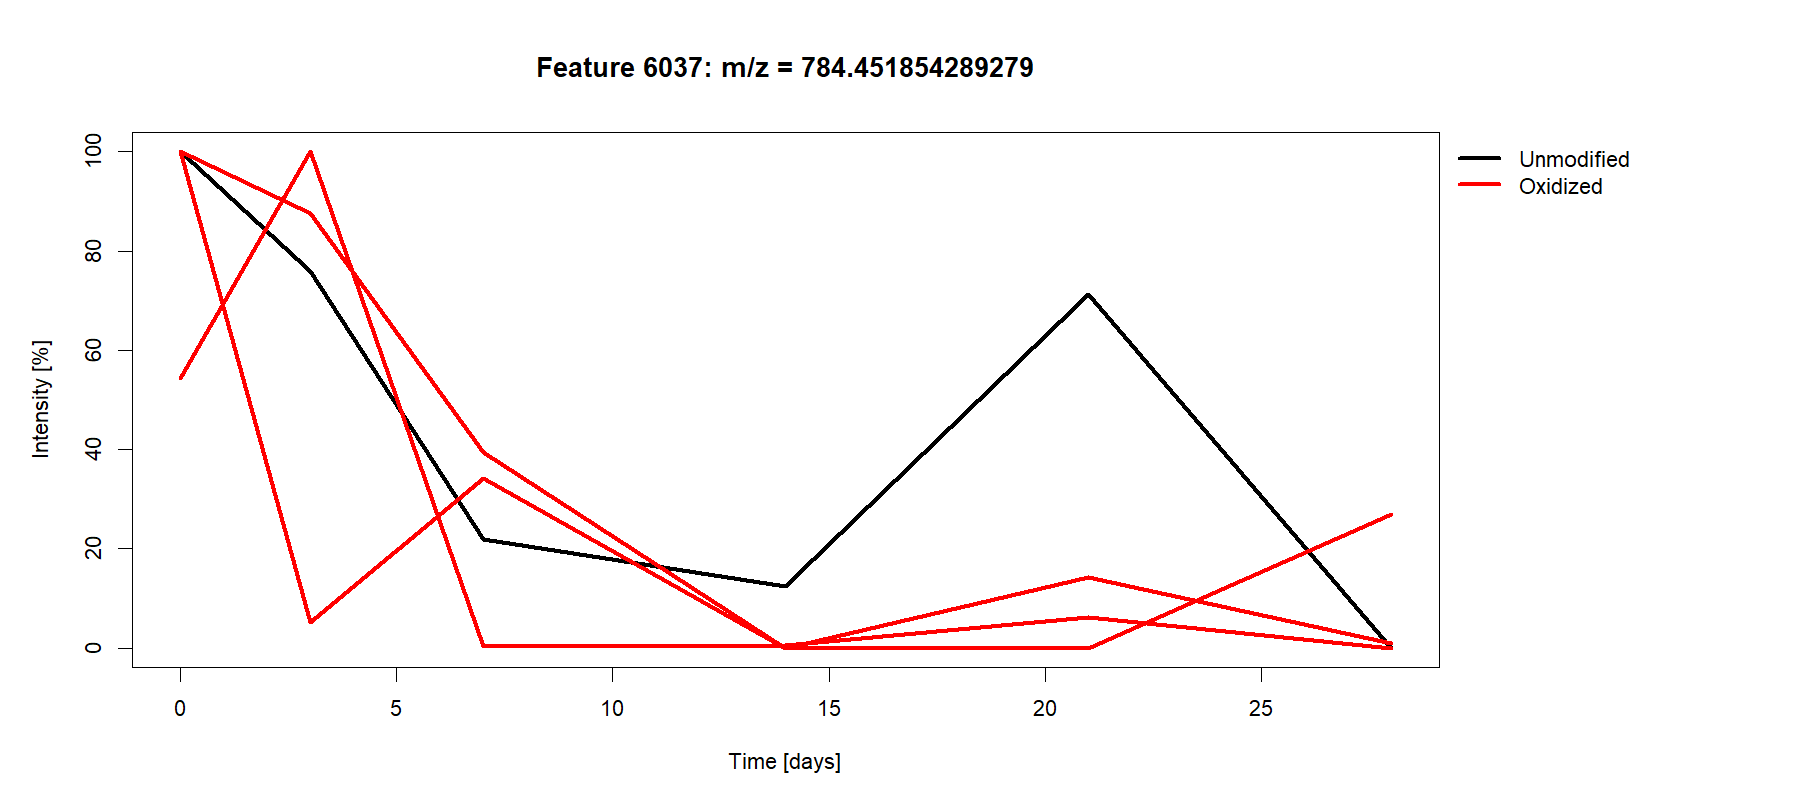 Feature 6037: m/z = 784.451854289279
Unmodified
Oxidized
100
80
60
40
20
0
Intensity [%]
0 5 10 15 20 25
Time [days]